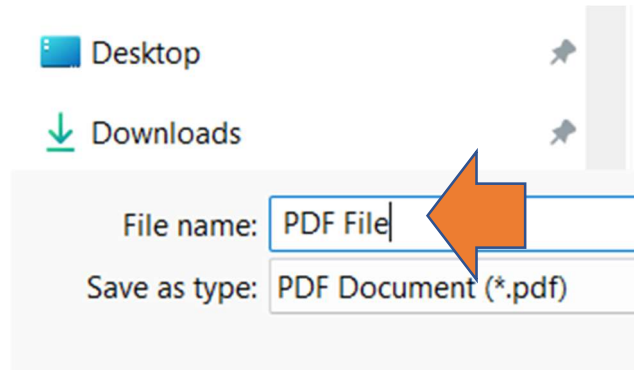 Desktop
Downloads
File name: PDF File
Save as type: PDF Document (*.pdf)